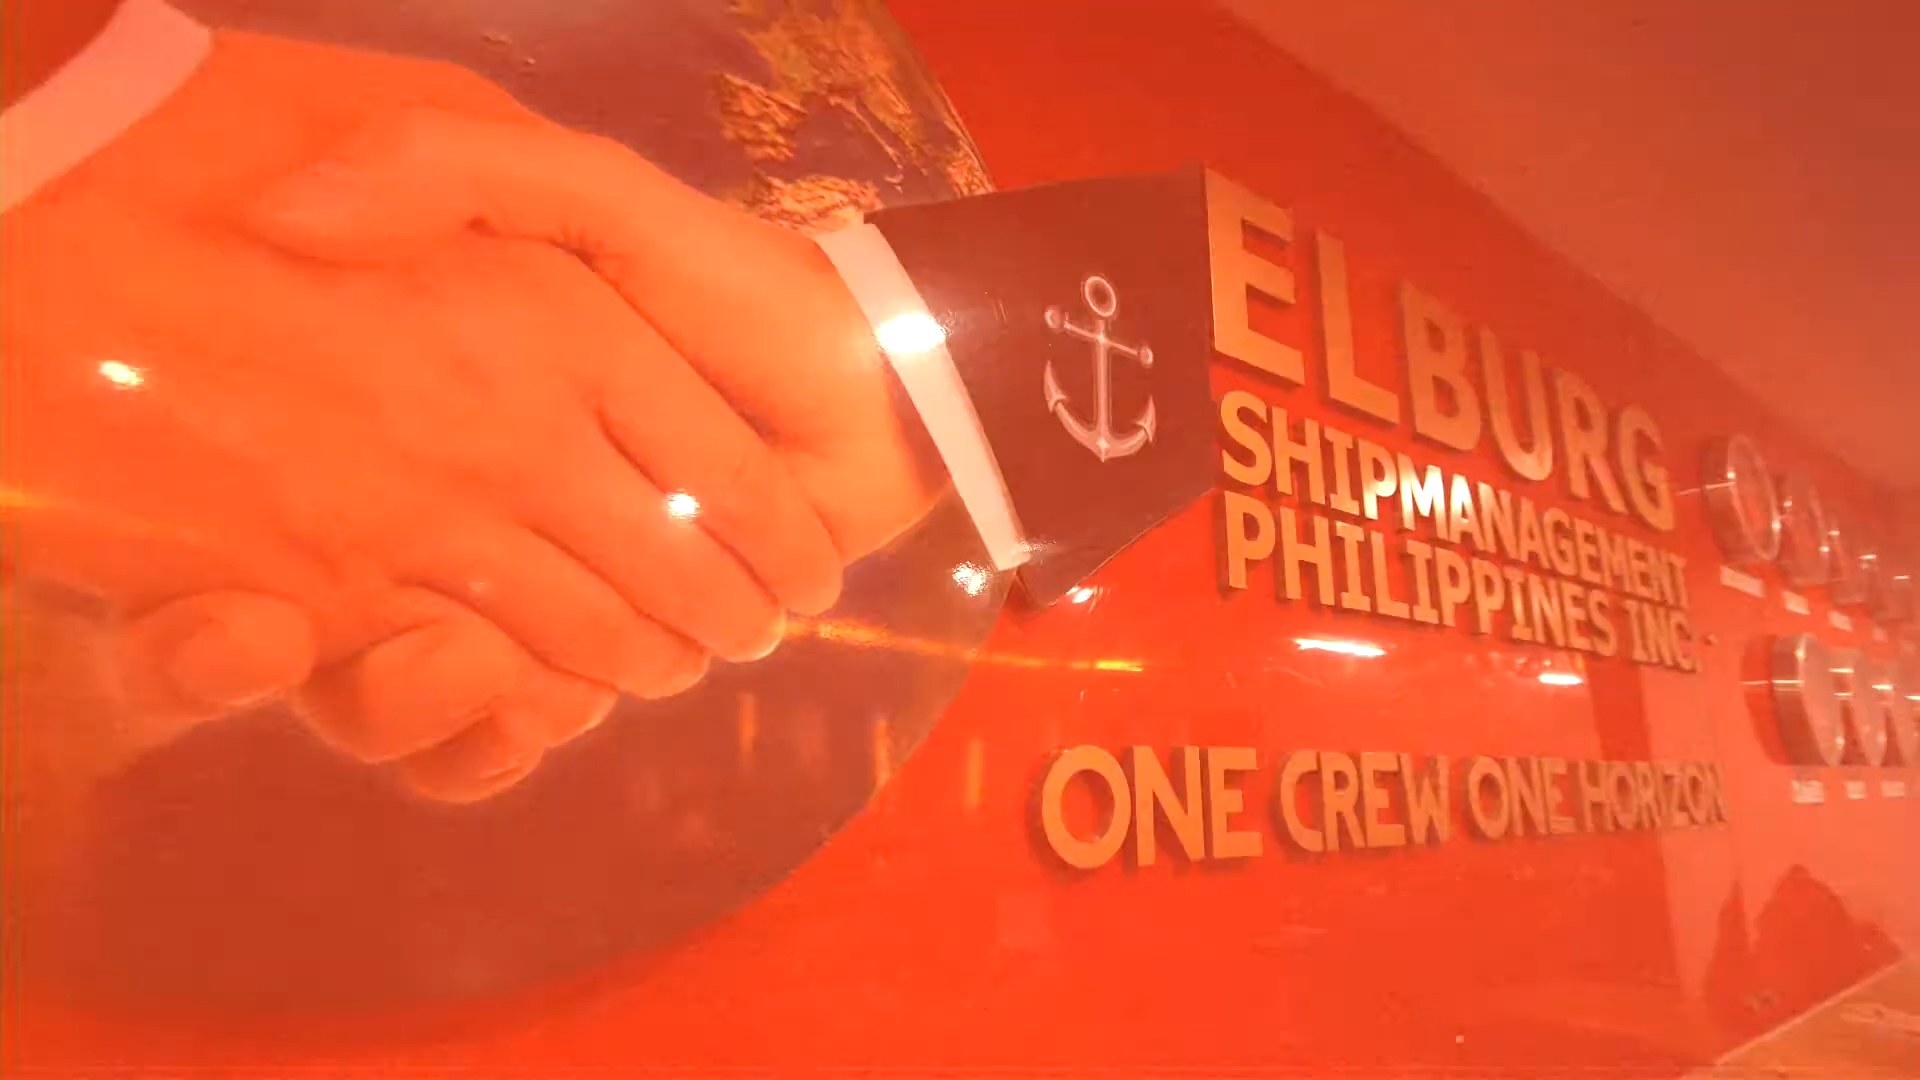 ELBURG
SHIPMANAGEMENT
PHILIPPINES INC.
ONE CREW ONE HORIZON